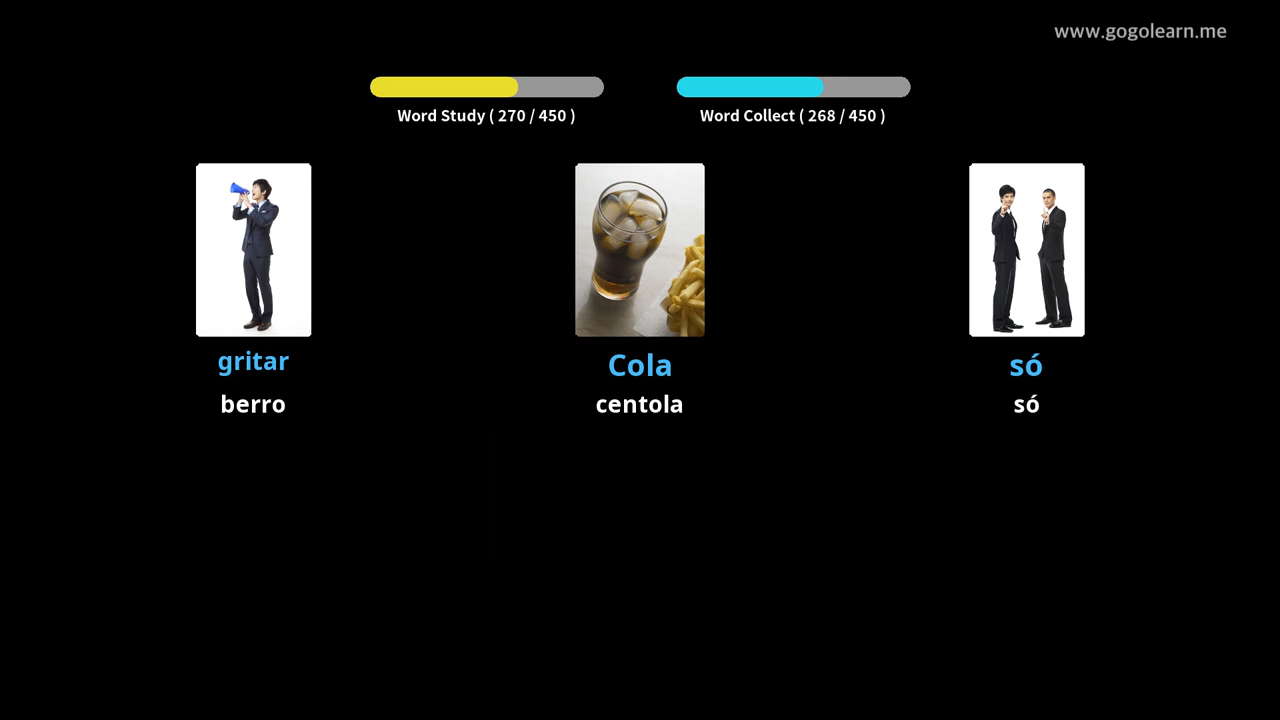 www.gogolearn.me
Word Study ( 270 / 450 )
Word Collect ( 268 / 450 )
gritar
berro
Cola
centola
só
só